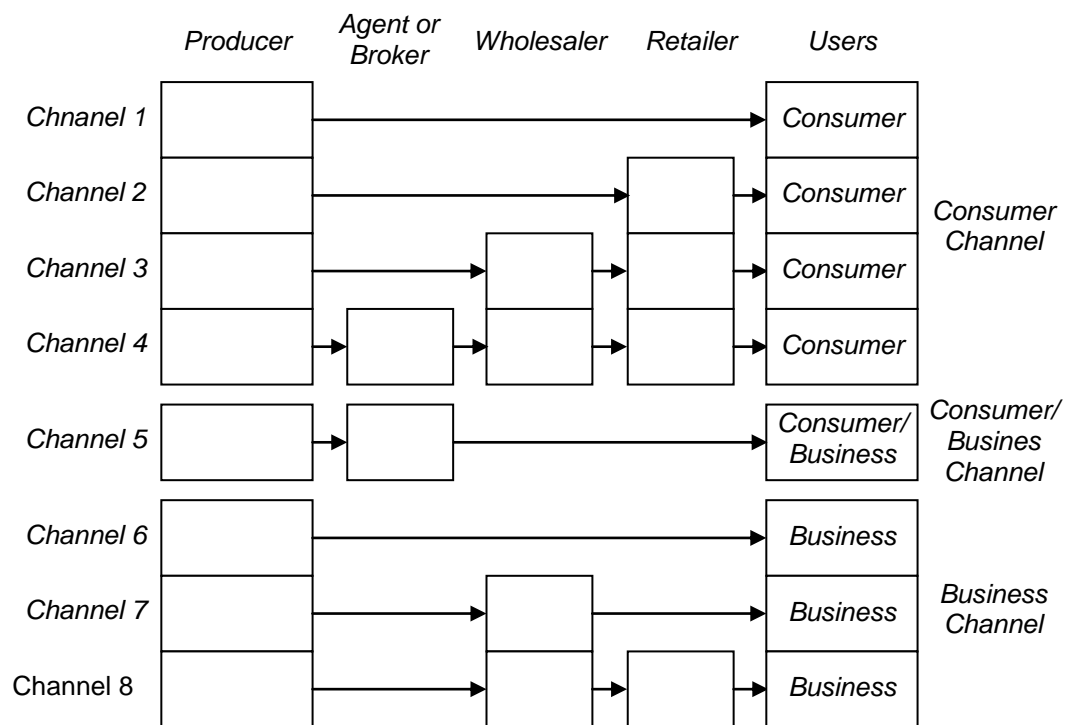 Producer
Agent or
Broker
Wholesaler
Retailer
Users
Chnanel 1
Consumer
Channel 2
Consumer
Consumer
Channel
Channel 3
Consumer
Channel 4
Consumer
Channel 5
Consumer/
Business
Consumer/
Busines
Channel
Channel 6
Business
Channel 7
Business
Business
Channel
Channel 8
Business